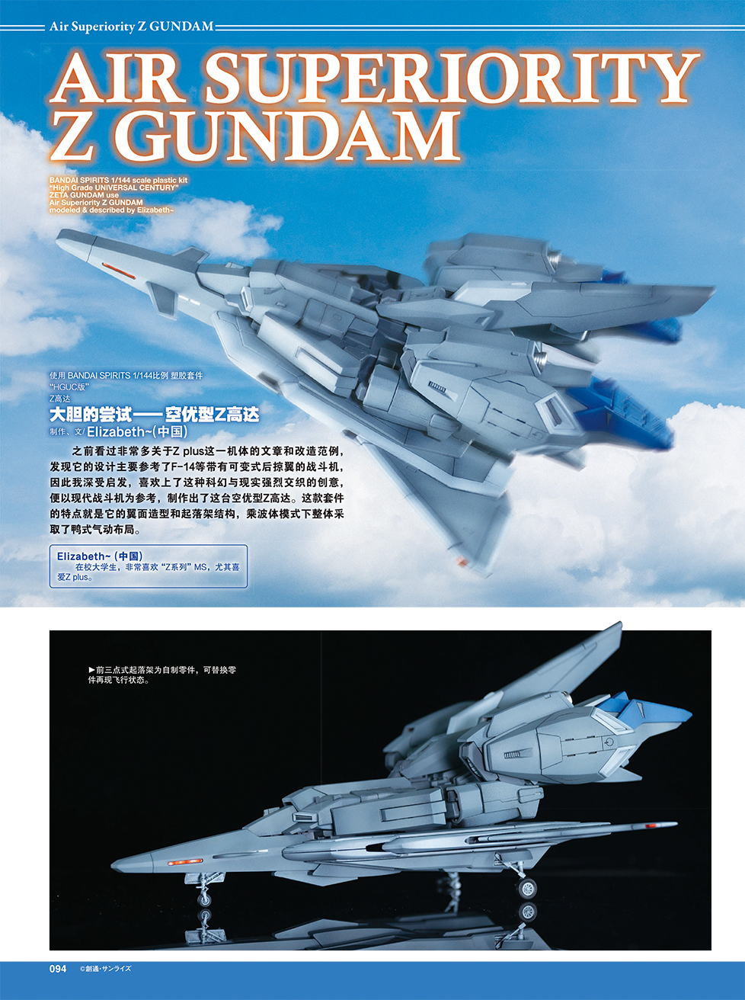 Air Superiority Z GUNDAM
AIR SUPERIORITY
Z GUNDAM
BANDAI SPIRITS 1/144 scale plastic kit
“High Grade UNIVERSAL CENTURY”
ZETA GUNDAM use
Air Superiority Z GUNDAM
modeled & described by Elizabeth~
使用 BANDAI SPIRITS 1/144比例 塑胶套件
“HGUC版”
Z高达
大胆的尝试——空优型Z高达
制作、文/Elizabeth~(中国)
之前看过非常多关于Z plus这一机体的文章和改造范例，
发现它的设计主要参考了F-14等带有可变式后掠翼的战斗机，
因此我深受启发，喜欢上了这种科幻与现实强烈交织的创意，
便以现代战斗机为参考，制作出了这台空优型Z高达。这款套件
的特点就是它的翼面造型和起落架结构，乘波体模式下整体采
取了鸭式气动布局。
Elizabeth~（中国）
在校大学生，非常喜欢“Z系列”MS，尤其喜
爱Z plus。
▶前三点式起落架为自制零件，可替换零
件再现飞行状态。
094 ©創通・サンライズ